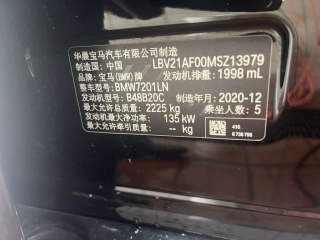 华晨宝马汽车有限公司制造
制造国：中国 LBV21AF00MSZ13979
品牌：宝马(BMW)牌 发动机排量：1998 mL
整车型号：BMW7201LN
发动机型号：B48B20C 制造年月：2020-12
最大允许总质量：2225 kg 乘坐人数：5
发动机最大净功率：135 kW
最大允许牵引质量：-- kg